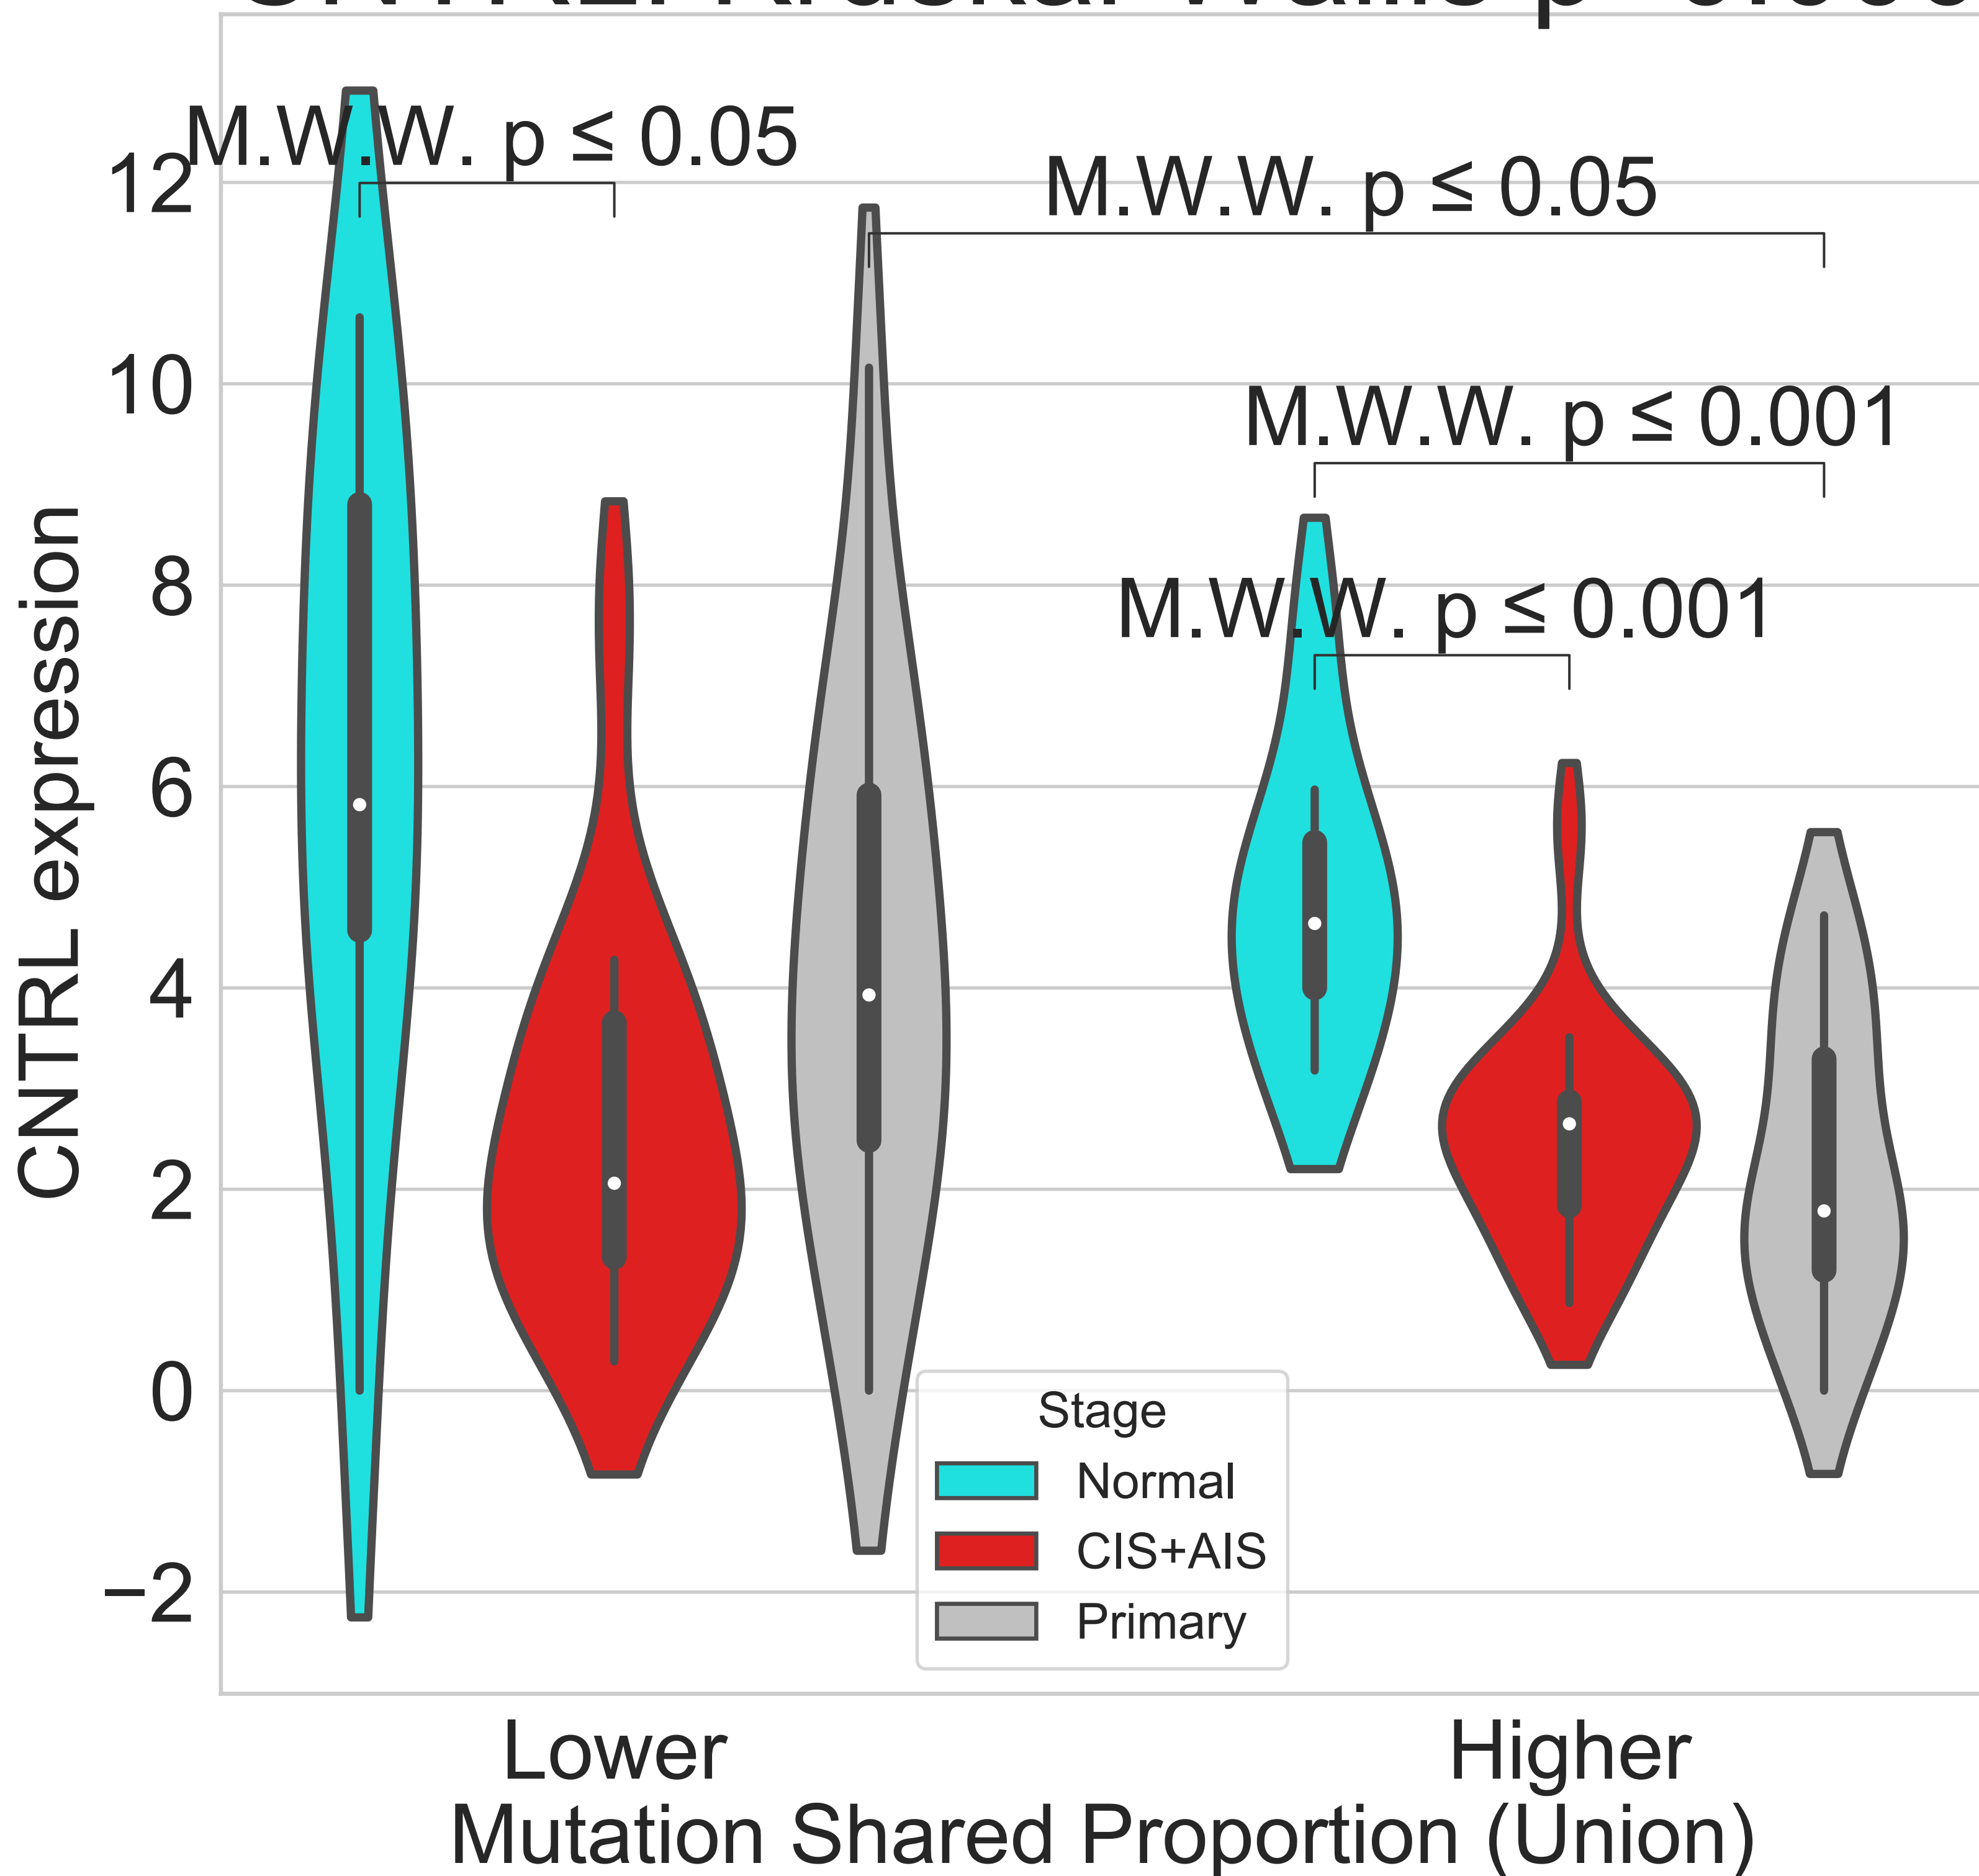 M.W.W. p ≤ 0.05
M.W.W. p ≤ 0.05
M.W.W. p ≤ 0.001
M.W.W. p ≤ 0.001
12
10
8
6
4
2
0
−2
CNTRL expression
Stage
Normal
CIS+AIS
Primary
Lower
Higher
Mutation Shared Proportion (Union)